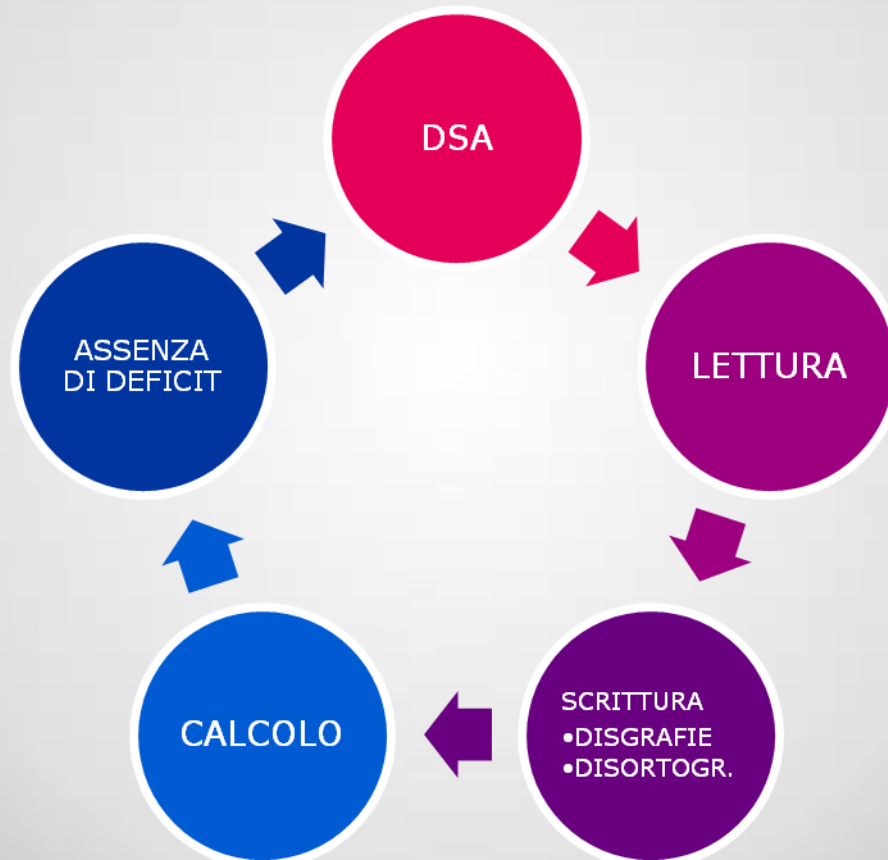 DSA
LETTURA
SCRITTURA
•DISGRAFIE
•DISORTOGR.
CALCOLO
ASSENZA
DI DEFICIT